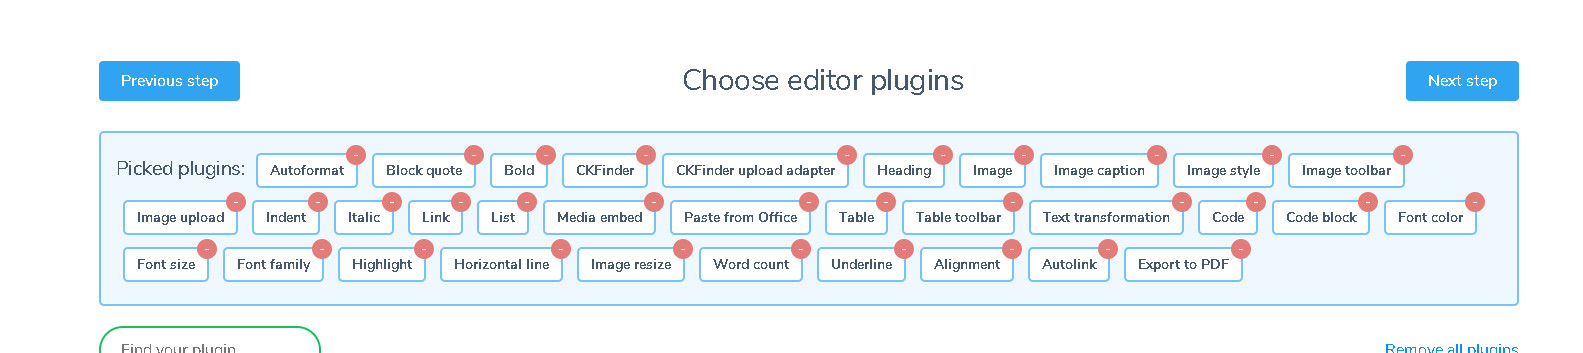 Previous step Choose editor plugins Next step
Picked plugins: Autoformat - Block quote - Bold - CKFinder - CKFinder upload adapter - Heading - Image - Image caption - Image style - Image toolbar -
Image upload - Indent - Italic - Link - List - Media embed - Paste from Office - Table - Table toolbar - Text transformation - Code - Code block - Font color -
Font size - Font family - Highlight - Horizontal line - Image resize - Word count - Underline - Alignment - Autolink - Export to PDF -
Find your plugin Remove all plugins